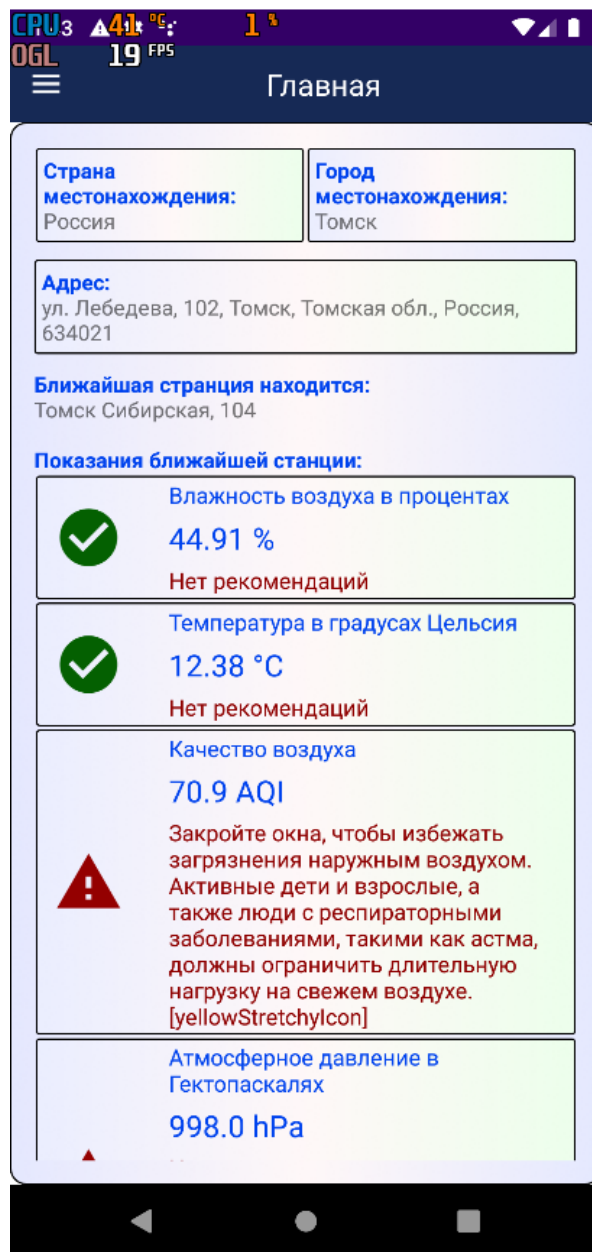 CPU 41 °C 1 %
OGL 19 FPS
Главная
Страна
местонахождения:
Россия
Город
местонахождения:
Томск
Адрес:
ул. Лебедева, 102, Томск, Томская обл., Россия,
634021
Ближайшая странция находится:
Томск Сибирская, 104
Показания ближайшей станции:
Влажность воздуха в процентах
44.91 %
Нет рекомендаций
Температура в градусах Цельсия
12.38 °C
Нет рекомендаций
Качество воздуха
70.9 AQI
Закройте окна, чтобы избежать
загрязнения наружным воздухом.
Активные дети и взрослые, а
также люди с респираторными
заболеваниями, такими как астма,
должны ограничить длительную
нагрузку на свежем воздухе.
[yellowStretchyIcon]
Атмосферное давление в
Гектопаскалях
998.0 hPa